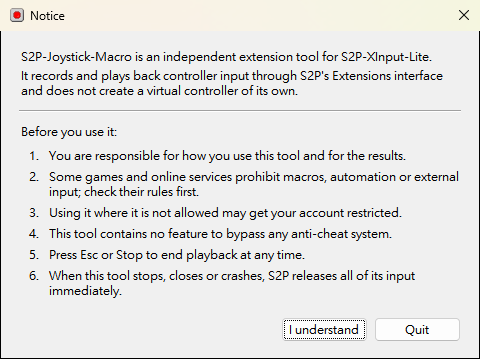 Notice
S2P-Joystick-Macro is an independent extension tool for S2P-XInput-Lite.
It records and plays back controller input through S2P's Extensions interface
and does not create a virtual controller of its own.
Before you use it:
1. You are responsible for how you use this tool and for the results.
2. Some games and online services prohibit macros, automation or external
input; check their rules first.
3. Using it where it is not allowed may get your account restricted.
4. This tool contains no feature to bypass any anti-cheat system.
5. Press Esc or Stop to end playback at any time.
6. When this tool stops, closes or crashes, S2P releases all of its input
immediately.
I understand
Quit